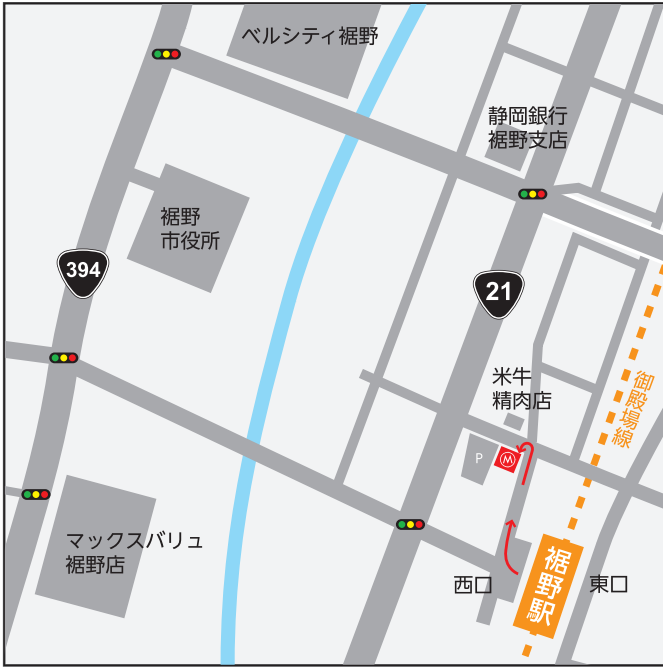 ベルシティ裾野
静岡銀行
裾野支店
裾野
市役所
394
21
御殿場線
米牛
精肉店
P
M
マックスバリュ
裾野店
西口
裾野駅
東口